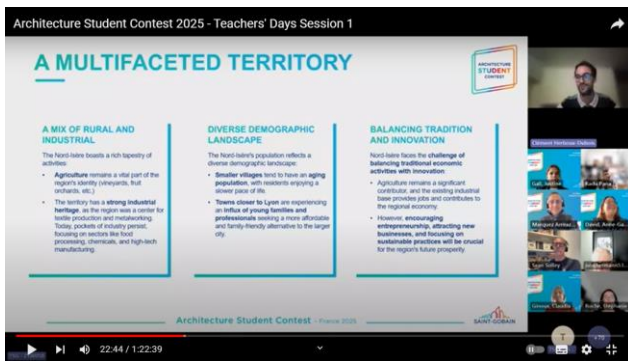 Architecture Student Contest 2025 - Teachers' Days Session 1
A MULTIFACETED TERRITORY
ARCHITECTURE
STUDENT
CONTEST
A MIX OF RURAL AND
INDUSTRIAL
The Nord-Isère boasts a rich tapestry of
activities:
• Agriculture remains a vital part of the
region's identity (vineyards, fruit
orchards, etc.)
• The territory has a strong industrial
heritage, as the region was a center for
textile production and metalworking.
Today, pockets of industry persist,
focusing on sectors like food
processing, chemicals, and high-tech
manufacturing.
DIVERSE DEMOGRAPHIC
LANDSCAPE
The Nord-Isère's population reflects a
diverse demographic landscape:
• Smaller villages tend to have an aging
population, with residents enjoying a
slower pace of life.
• Towns closer to Lyon are experiencing
an influx of young families and
professionals seeking a more affordable
and family-friendly alternative to the larger
city.
BALANCING TRADITION
AND INNOVATION
Nord-Isère faces the challenge of
balancing traditional economic
activities with innovation:
• Agriculture remains a significant
contributor, and the existing industrial
base provides jobs and contributes to
the regional economy.
• However, encouraging
entrepreneurship, attracting new
businesses, and focusing on
sustainable practices will be crucial
for the region's future prosperity.
Architecture Student Contest - France 2025
SAINT-GOBAIN
22:44 / 1:22:39
T